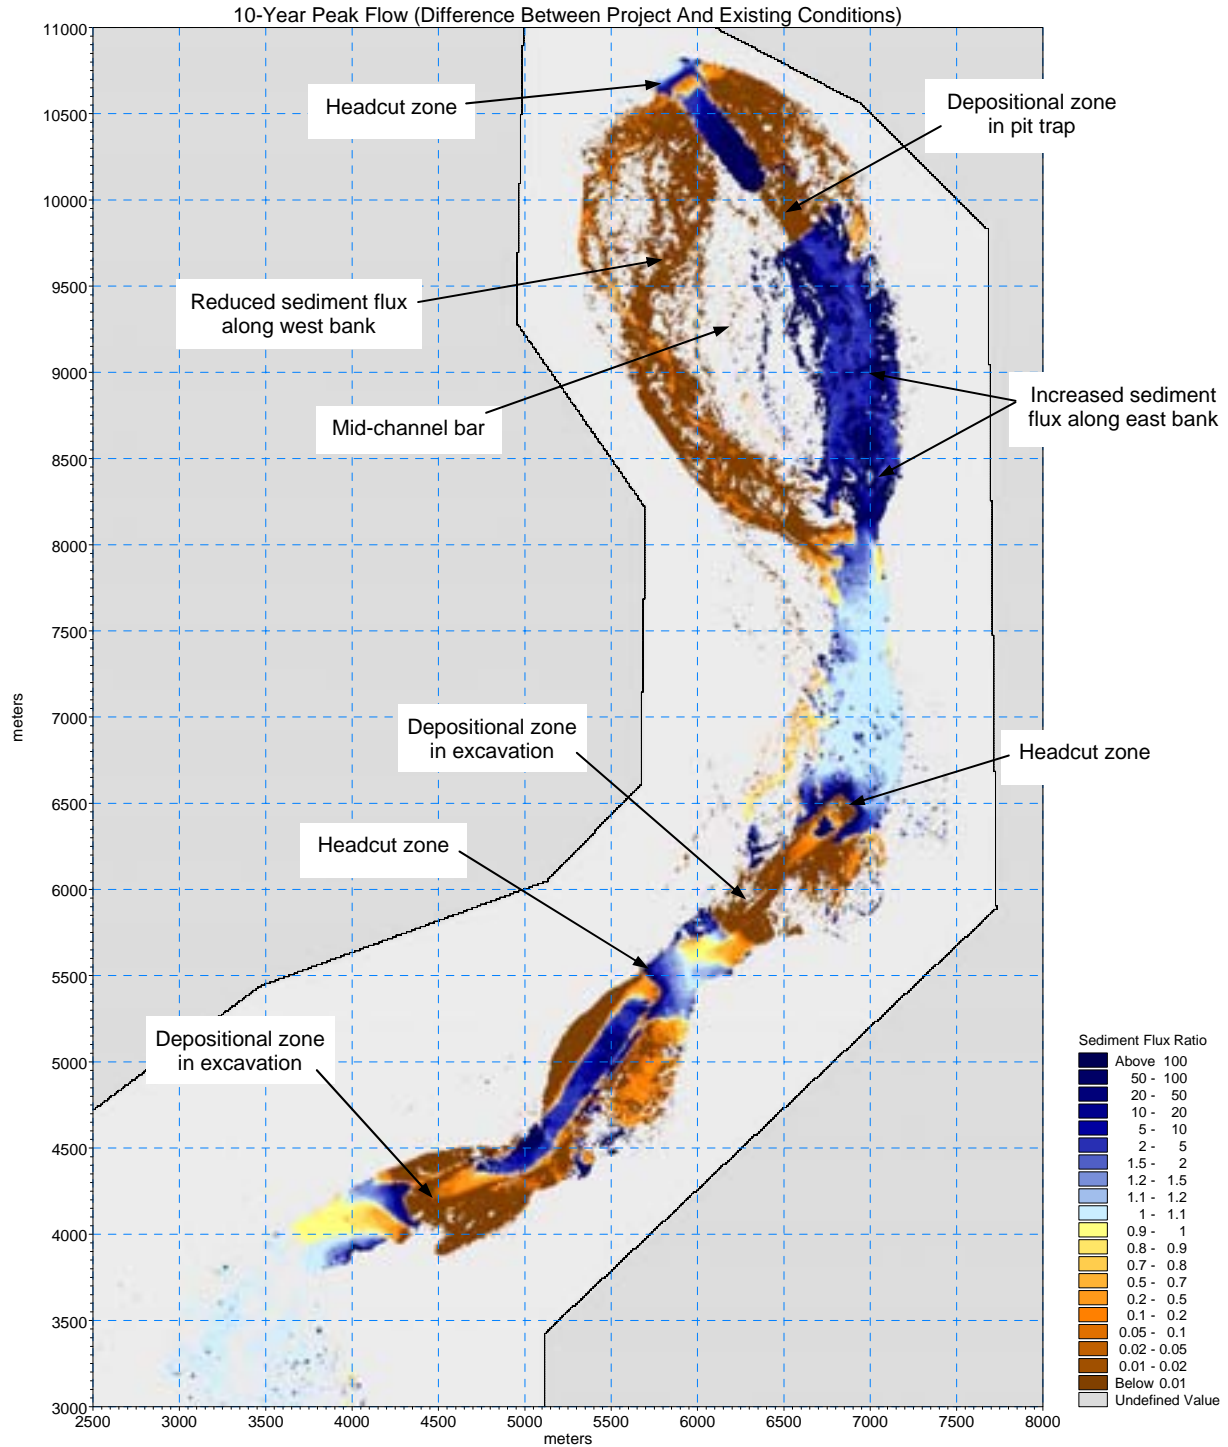 10-Year Peak Flow (Difference Between Project And Existing Conditions)
11000
10500
10000
9500
9000
8500
8000
7500
7000
6500
6000
5500
5000
4500
4000
3500
3000
meters
Headcut zone
Depositional zone
in pit trap
Reduced sediment flux
along west bank
Mid-channel bar
Increased sediment
flux along east bank
Depositional zone
in excavation
Headcut zone
Headcut zone
Depositional zone
in excavation
Sediment Flux Ratio
Above 100
50 - 100
20 - 50
10 - 20
5 - 10
2 - 5
1.5 - 2
1.2 - 1.5
1.1 - 1.2
1 - 1.1
0.9 - 1
0.8 - 0.9
0.7 - 0.8
0.5 - 0.7
0.2 - 0.5
0.1 - 0.2
0.05 - 0.1
0.02 - 0.05
0.01 - 0.02
Below 0.01
Undefined Value
2500 3000 3500 4000 4500 5000 5500 6000 6500 7000 7500 8000
meters